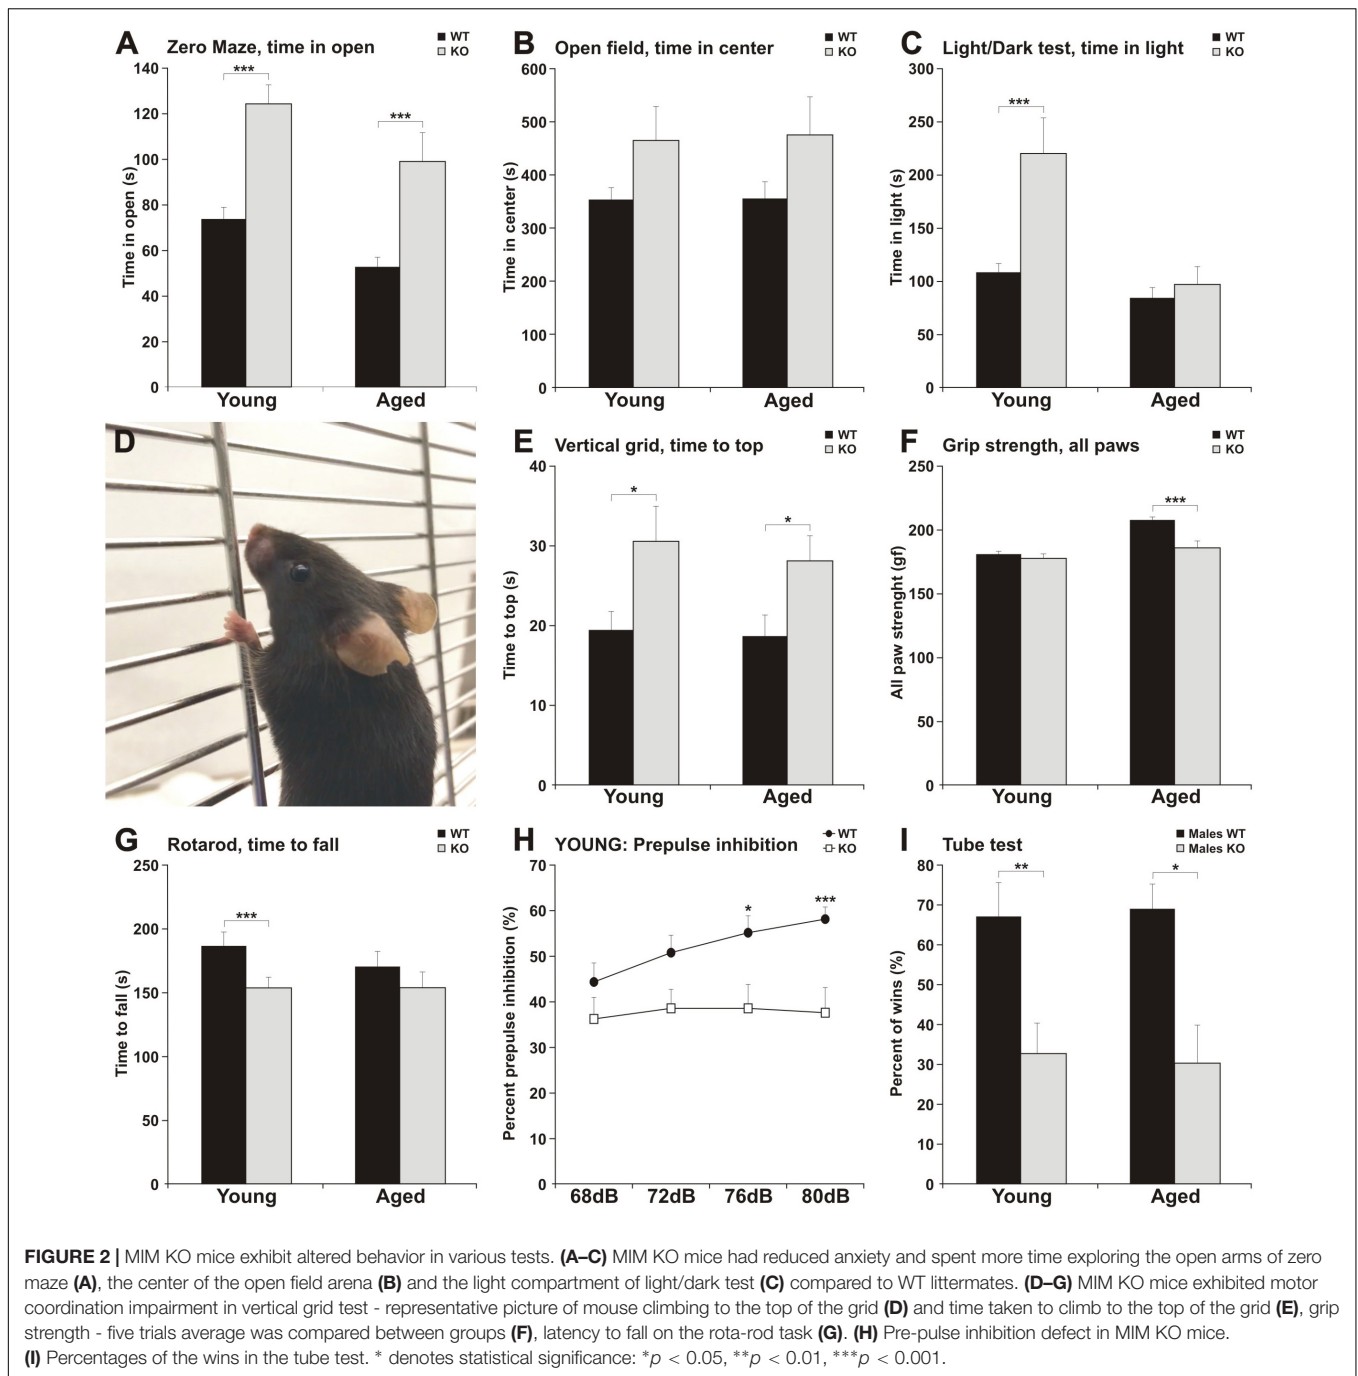 A Zero Maze, time in open
WT
KO
Time in open (s)
140
120
100
80
60
40
20
0
***
***
Young Aged
B Open field, time in center
WT
KO
Time in center (s)
600
500
400
300
200
100
0
Young Aged
C Light/Dark test, time in light
WT
KO
Time in light (s)
300
250
200
150
100
50
0
***
Young Aged
D
E Vertical grid, time to top
WT
KO
Time to top (s)
40
30
20
10
0
*
*
Young Aged
F Grip strength, all paws
WT
KO
All paw strenght (gf)
250
200
150
100
50
0
***
Young Aged
G Rotarod, time to fall
WT
KO
Time to fall (s)
250
200
150
100
50
0
***
Young Aged
H YOUNG: Prepulse inhibition
WT
KO
Percent prepulse inhibition (%)
70
60
50
40
30
20
10
0
*
***
68dB 72dB 76dB 80dB
I Tube test
Males WT
Males KO
Percent of wins (%)
80
70
60
50
40
30
20
10
0
**
*
Young Aged
FIGURE 2 | MIM KO mice exhibit altered behavior in various tests. (A–C) MIM KO mice had reduced anxiety and spent more time exploring the open arms of zero
maze (A), the center of the open field arena (B) and the light compartment of light/dark test (C) compared to WT littermates. (D–G) MIM KO mice exhibited motor
coordination impairment in vertical grid test - representative picture of mouse climbing to the top of the grid (D) and time taken to climb to the top of the grid (E), grip
strength - five trials average was compared between groups (F), latency to fall on the rota-rod task (G). (H) Pre-pulse inhibition defect in MIM KO mice.
(I) Percentages of the wins in the tube test. * denotes statistical significance: *p < 0.05, **p < 0.01, ***p < 0.001.